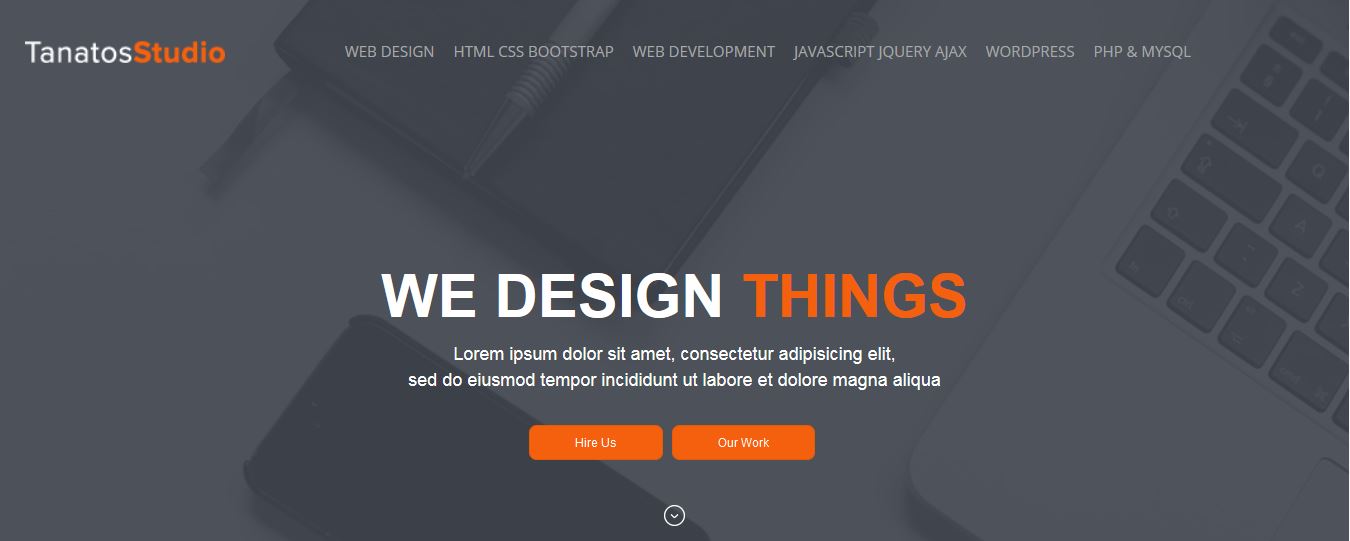 TanatosStudio
WEB DESIGN HTML CSS BOOTSTRAP WEB DEVELOPMENT JAVASCRIPT JQUERY AJAX WORDPRESS PHP & MYSQL
WE DESIGN THINGS
Lorem ipsum dolor sit amet, consectetur adipisicing elit,
sed do eiusmod tempor incididunt ut labore et dolore magna aliqua
Hire Us
Our Work